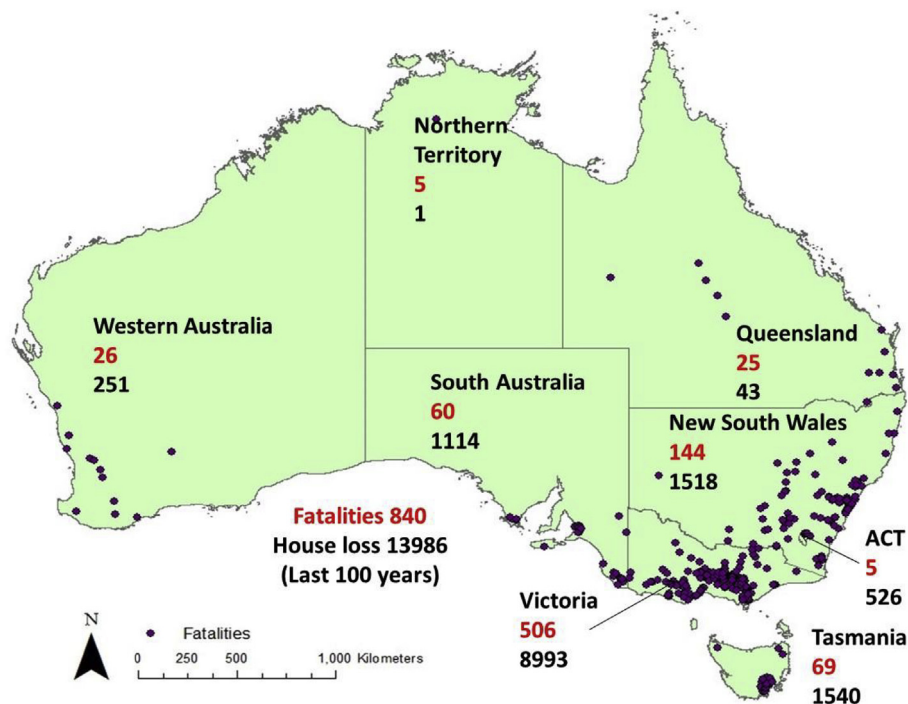 Northern
Territory
5
1
Western Australia
26
251
Queensland
25
43
South Australia
60
1114
New South Wales
144
1518
Fatalities 840
House loss 13986
(Last 100 years)
ACT
5
526
Victoria
506
8993
Tasmania
69
1540
N
Fatalities
0 250 500 1,000 Kilometers